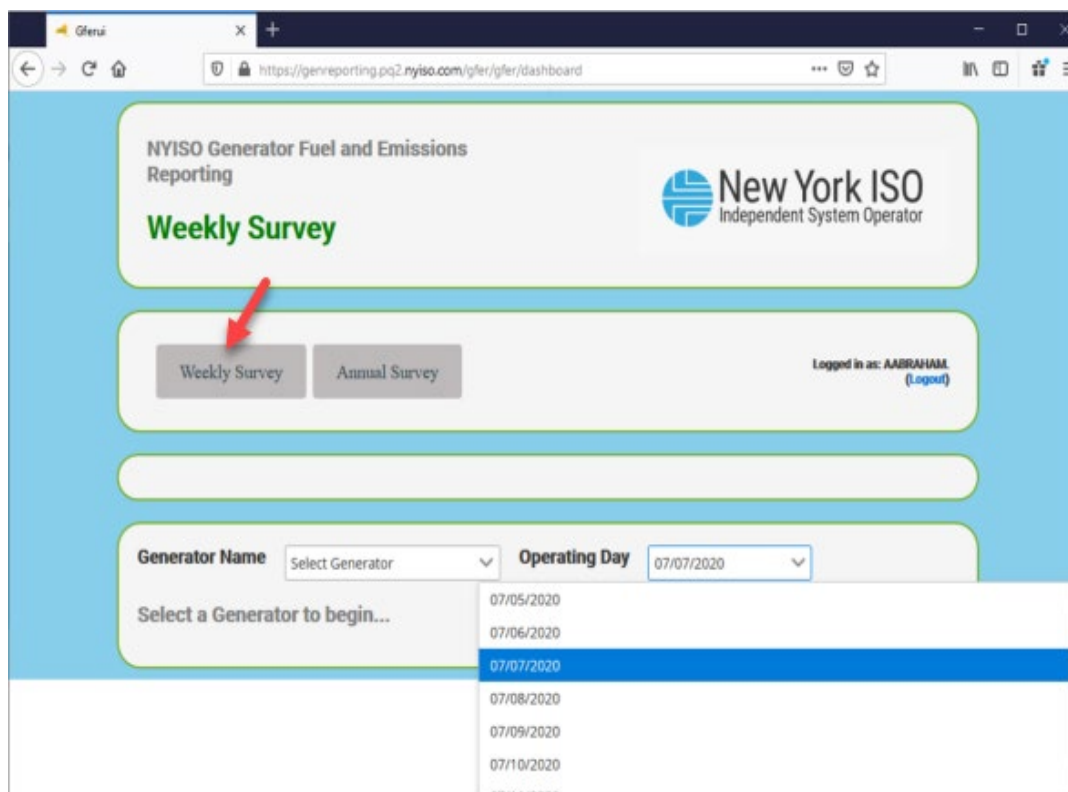 Gferui
https://genreporting.pq2.nyiso.com/gfer/gfer/dashboard
NYISO Generator Fuel and Emissions
Reporting
Weekly Survey
New York ISO
Independent System Operator
Weekly Survey
Annual Survey
Logged in as: AABRAHAM.
(Logout)
Generator Name
Select Generator
Operating Day
07/07/2020
Select a Generator to begin...
07/05/2020
07/06/2020
07/07/2020
07/08/2020
07/09/2020
07/10/2020